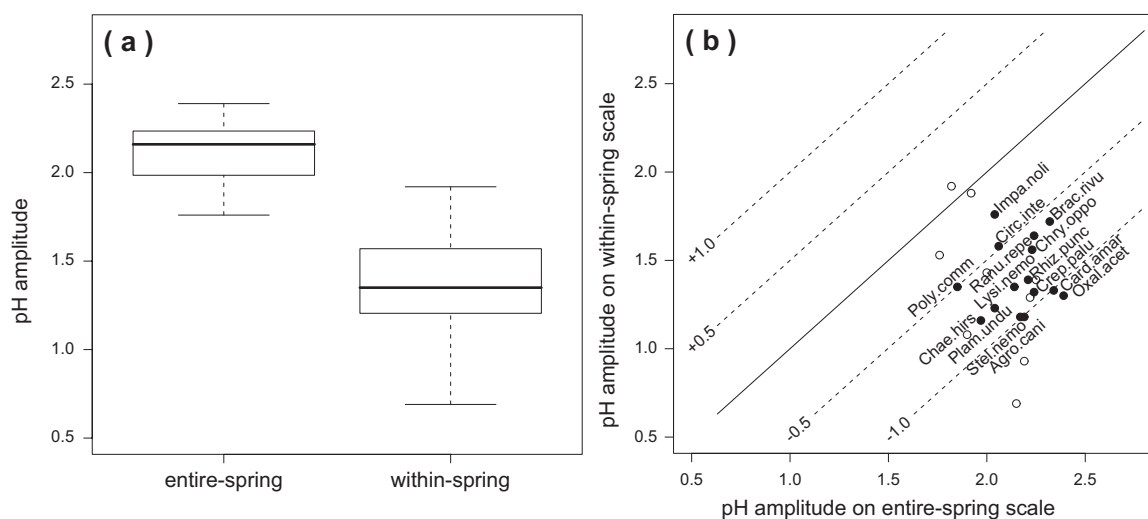 ( a )
pH amplitude
2.5
2.0
1.5
1.0
0.5
entire-spring
within-spring
( b )
pH amplitude on within-spring scale
2.5
2.0
1.5
1.0
0.5
+1.0
+0.5
-0.5
-1.0
Impa.noli
Circ.inte
Brac.rivu
Chry.oppo
Ranu.repe
Poly.comm
Lysi.nemo
Rhiz.punc
Crep.palu
Card.amar
Oxal.acet
Chae.hirs
Plam.undu
Stel.nemo
Agro.cani
0.5 1.0 1.5 2.0 2.5
pH amplitude on entire-spring scale